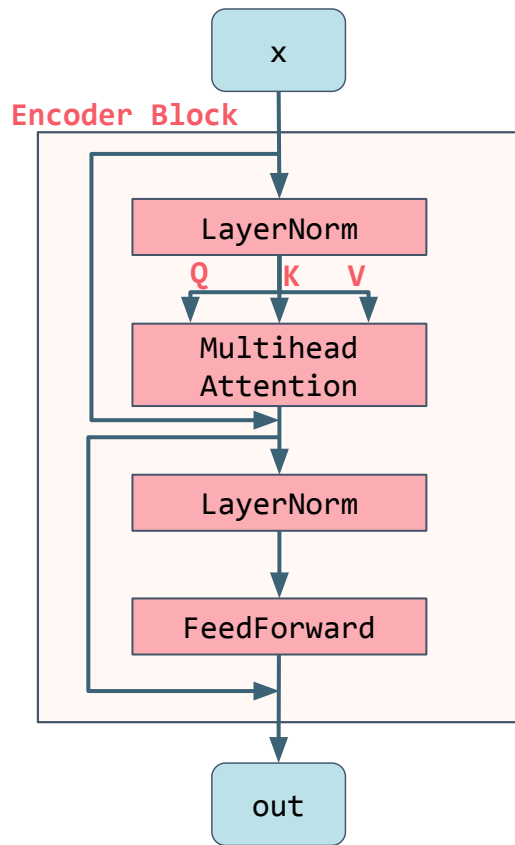 x
Encoder Block
LayerNorm
Q K V
Multihead
Attention
LayerNorm
FeedForward
out